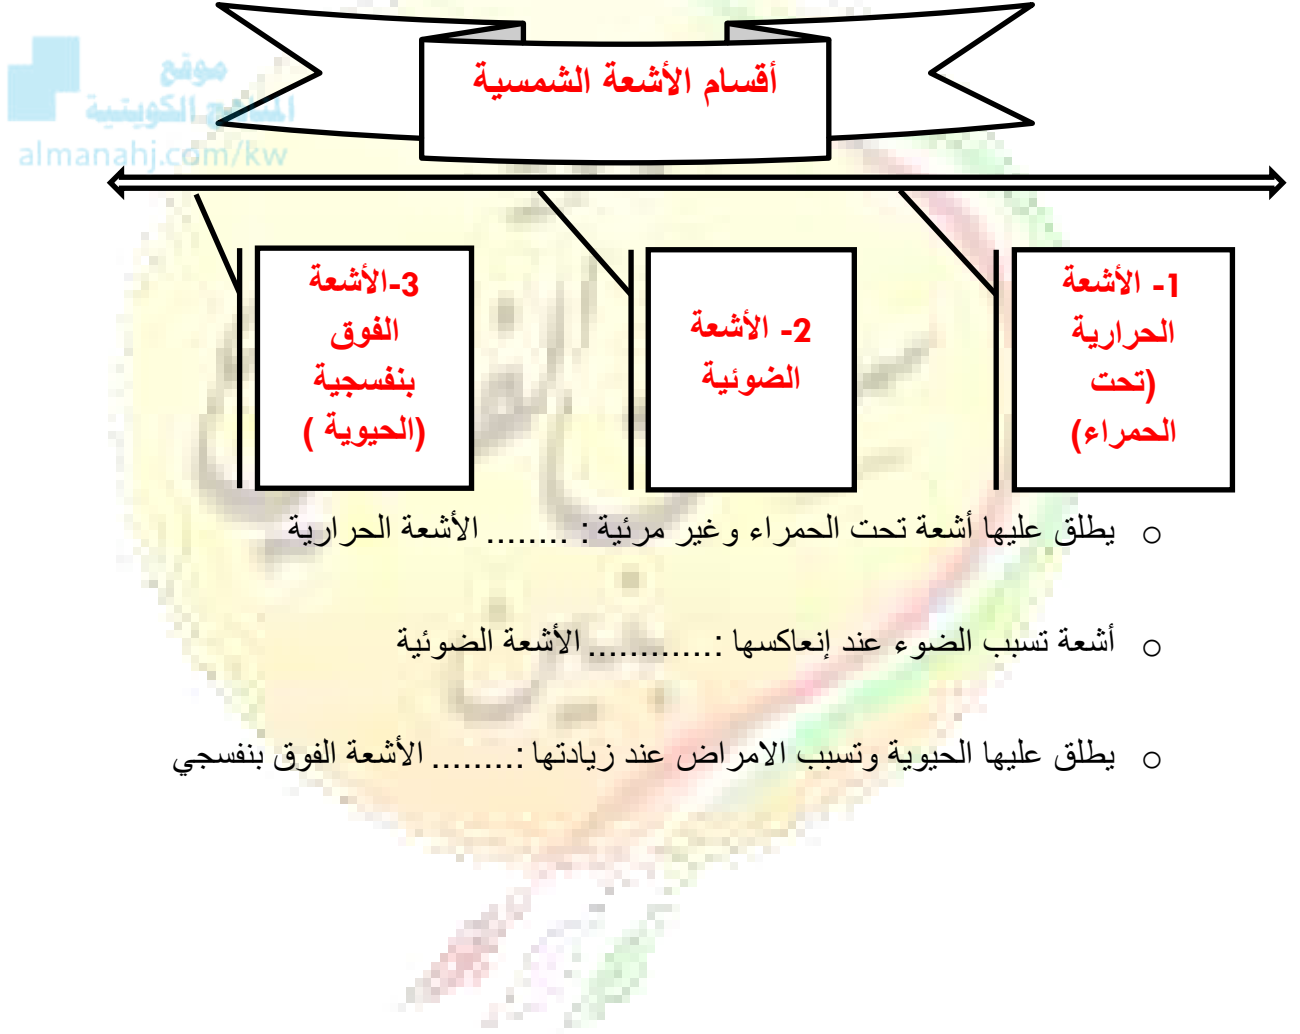 موقع
المناهج الكويتية
almanahj.com/kw
أقسام الأشعة الشمسية
1- الأشعة
الحرارية
(تحت
الحمراء)
2- الأشعة
الضوئية
3-الأشعة
الفوق
بنفسجية
(الحيوية )
o يطلق عليها أشعة تحت الحمراء وغير مرئية : ........ الأشعة الحرارية
o أشعة تسبب الضوء عند إنعاكسها :............ الأشعة الضوئية
o يطلق عليها الحيوية وتسبب الامراض عند زيادتها :........ الأشعة الفوق بنفسجي